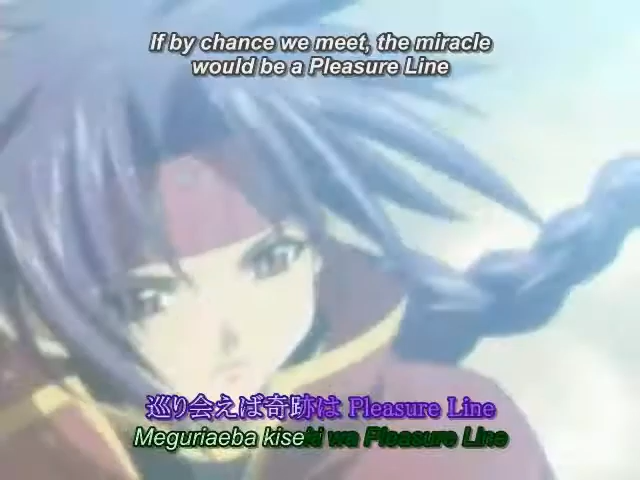 If by chance we meet, the miracle
would be a Pleasure Line
巡り会えば奇跡は Pleasure Line
Meguriaeba kiseki wa Pleasure Line